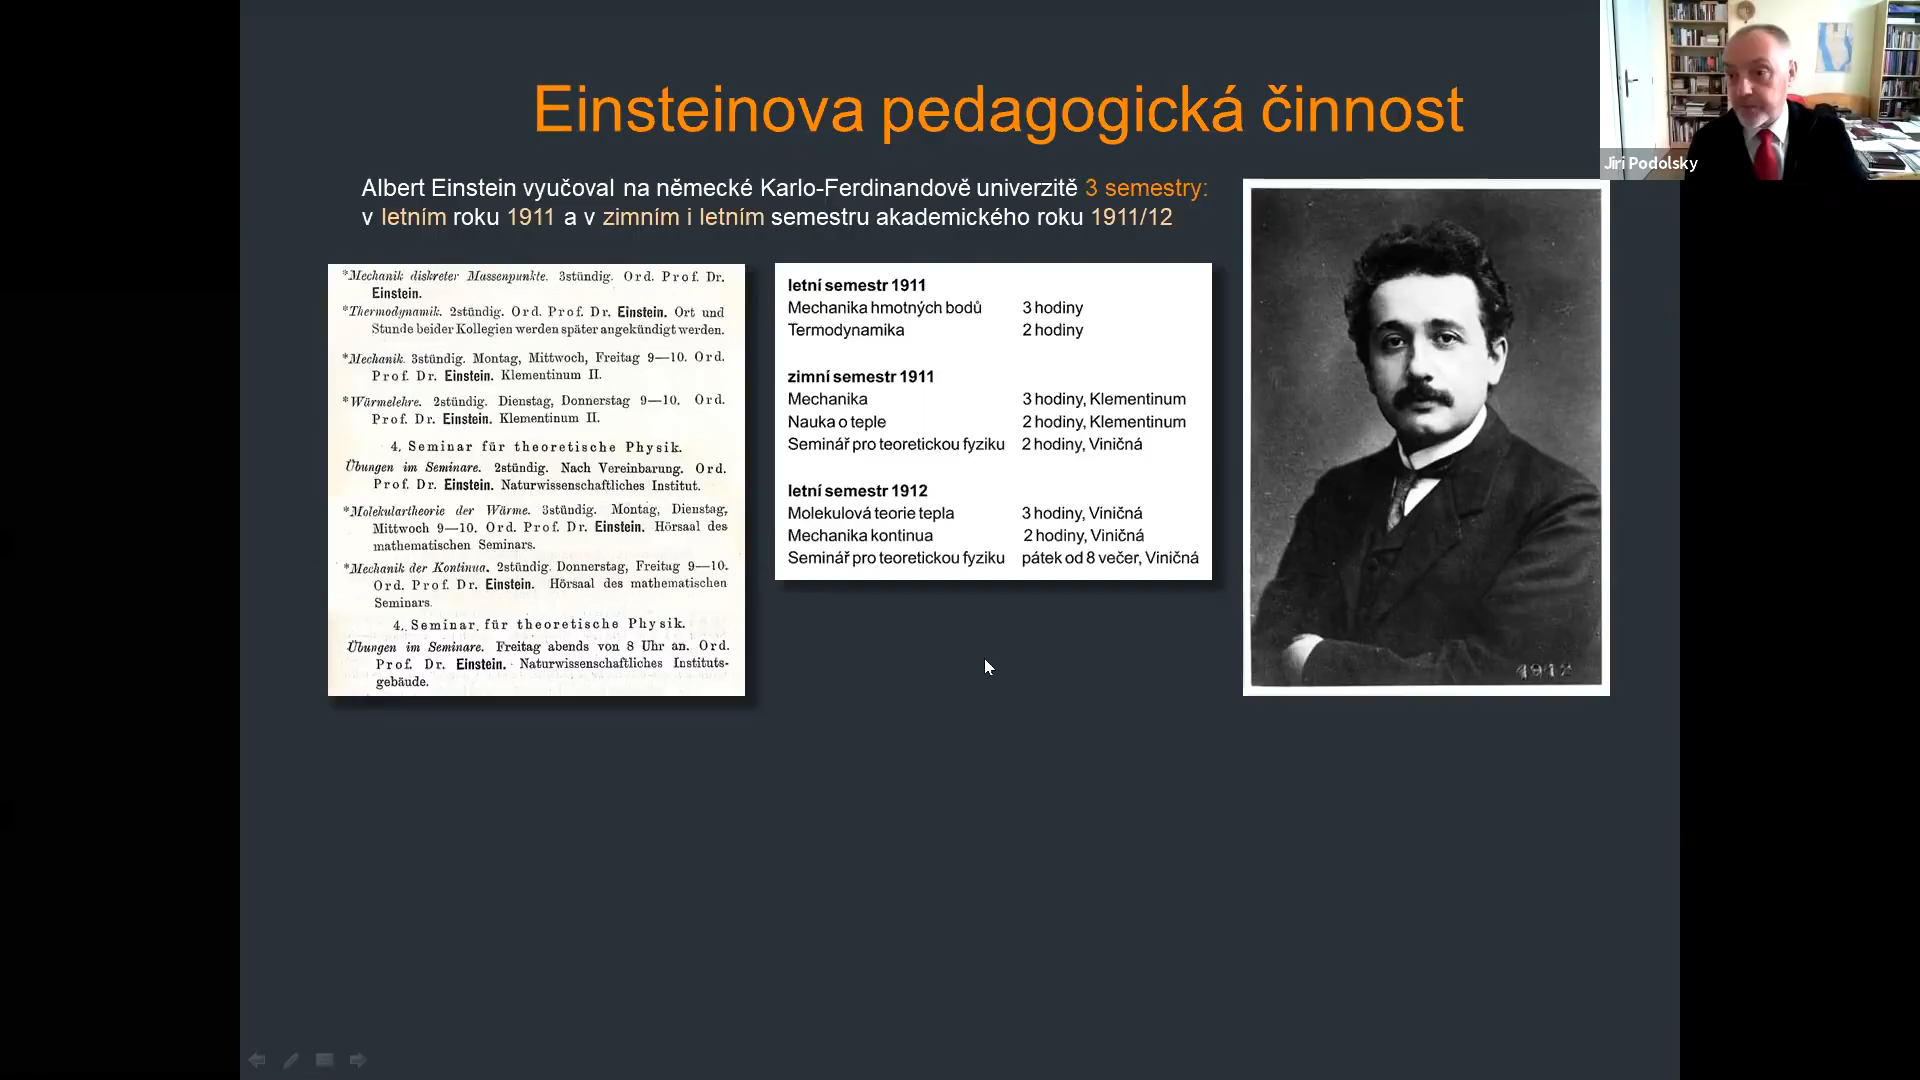 Einsteinova pedagogická činnost
Jiri Podolsky
Albert Einstein vyučoval na německé Karlo-Ferdinandově univerzitě 3 semestry:
v letním roku 1911 a v zimním i letním semestru akademického roku 1911/12
*Mechanik diskreter Massenpunkte. 3stündig. Ord. Prof. Dr.
Einstein.
*Thermodynamik. 2stündig. Ord. Prof. Dr. Einstein. Ort und
Stunde beider Kollegien werden später angekündigt werden.
*Mechanik. 3stündig. Montag, Mittwoch, Freitag 9—10. Ord.
Prof. Dr. Einstein. Klementinum II.
*Wärmelehre. 2stündig. Dienstag, Donnerstag 9—10. Ord.
Prof. Dr. Einstein. Klementinum II.
4. Seminar für theoretische Physik.
Übungen im Seminare. 2stündig. Nach Vereinbarung. Ord.
Prof. Dr. Einstein. Naturwissenschaftliches Institut.
*Molekulartheorie der Wärme. 3stündig. Montag, Dienstag,
Mittwoch 9—10. Ord. Prof. Dr. Einstein. Hörsaal des
mathematischen Seminars.
*Mechanik der Kontinua. 2stündig. Donnerstag, Freitag 9—10.
Ord. Prof. Dr. Einstein. Hörsaal des mathematischen
Seminars.
4. Seminar für theoretische Physik.
Übungen im Seminare. Freitag abends von 8 Uhr an. Ord.
Prof. Dr. Einstein. Naturwissenschaftliches Instituts-
gebäude.
letní semestr 1911
Mechanika hmotných bodů 3 hodiny
Termodynamika 2 hodiny
zimní semestr 1911
Mechanika 3 hodiny, Klementinum
Nauka o teple 2 hodiny, Klementinum
Seminář pro teoretickou fyziku 2 hodiny, Viničná
letní semestr 1912
Molekulová teorie tepla 3 hodiny, Viničná
Mechanika kontinua 2 hodiny, Viničná
Seminář pro teoretickou fyziku pátek od 8 večer, Viničná
1912